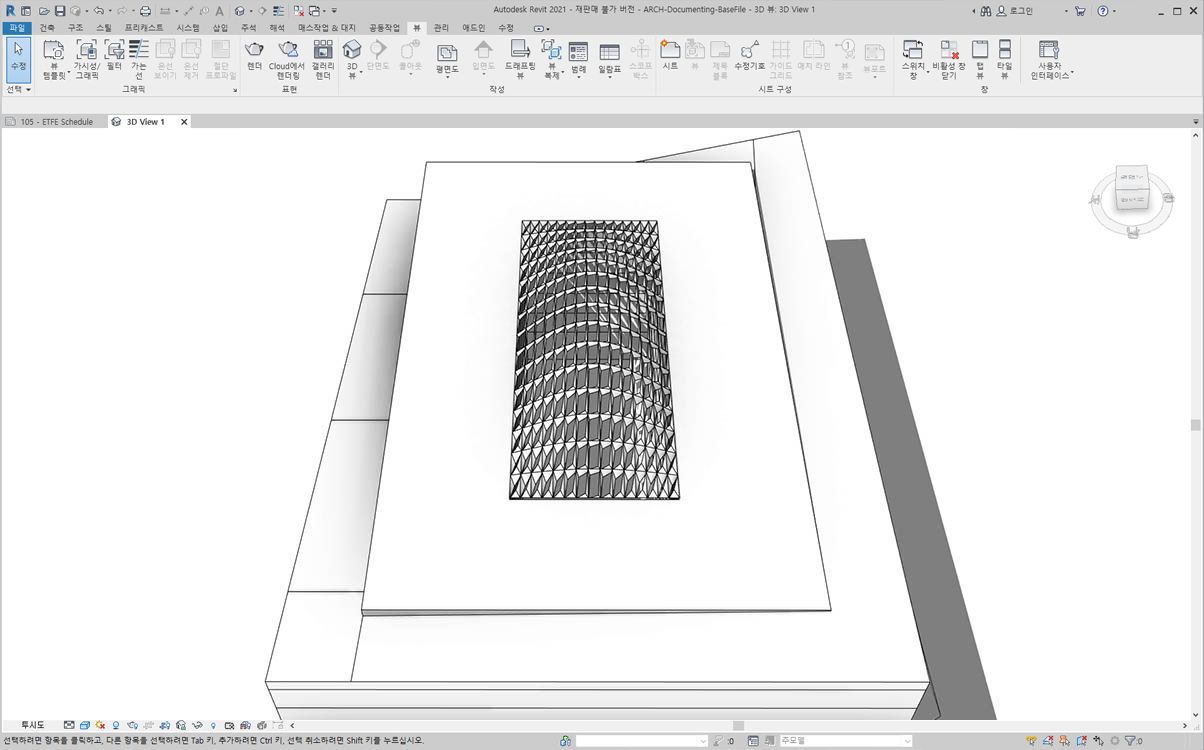 Autodesk Revit 2021 - 재판매 불가 버전 - ARCH-Documenting-BaseFile - 3D 뷰: 3D View 1
로그인
파일 건축 구조 스틸 프리캐스트 시스템 삽입 주석 해석 매스작업 & 대지 공동작업 뷰 관리 애드인 수정
수정
뷰 템플릿
가시성/ 그래픽
필터
가는 선
은선 보이기
은선 제거
절단 프로파일
렌더
Cloud에서 렌더링
갤러리 렌더
3D 뷰
단면도
콜아웃
평면도
입면도
드래프팅 뷰
뷰 복제
범례
일람표
스코프 박스
시트
뷰
제목 블록
수정기호
가이드 그리드
매치 라인
뷰 참조
뷰포트
스위치 창
비활성 창 닫기
탭 뷰
타일 뷰
사용자 인터페이스
선택 그래픽 표현 작성 시트 구성 창
105 - ETFE Schedule
3D View 1
투시도
선택하려면 항목을 클릭하고, 다른 항목을 선택하려면 Tab 키, 추가하려면 Ctrl 키, 선택 취소하려면 Shift 키를 누르십시오.
:0
주모델
:0